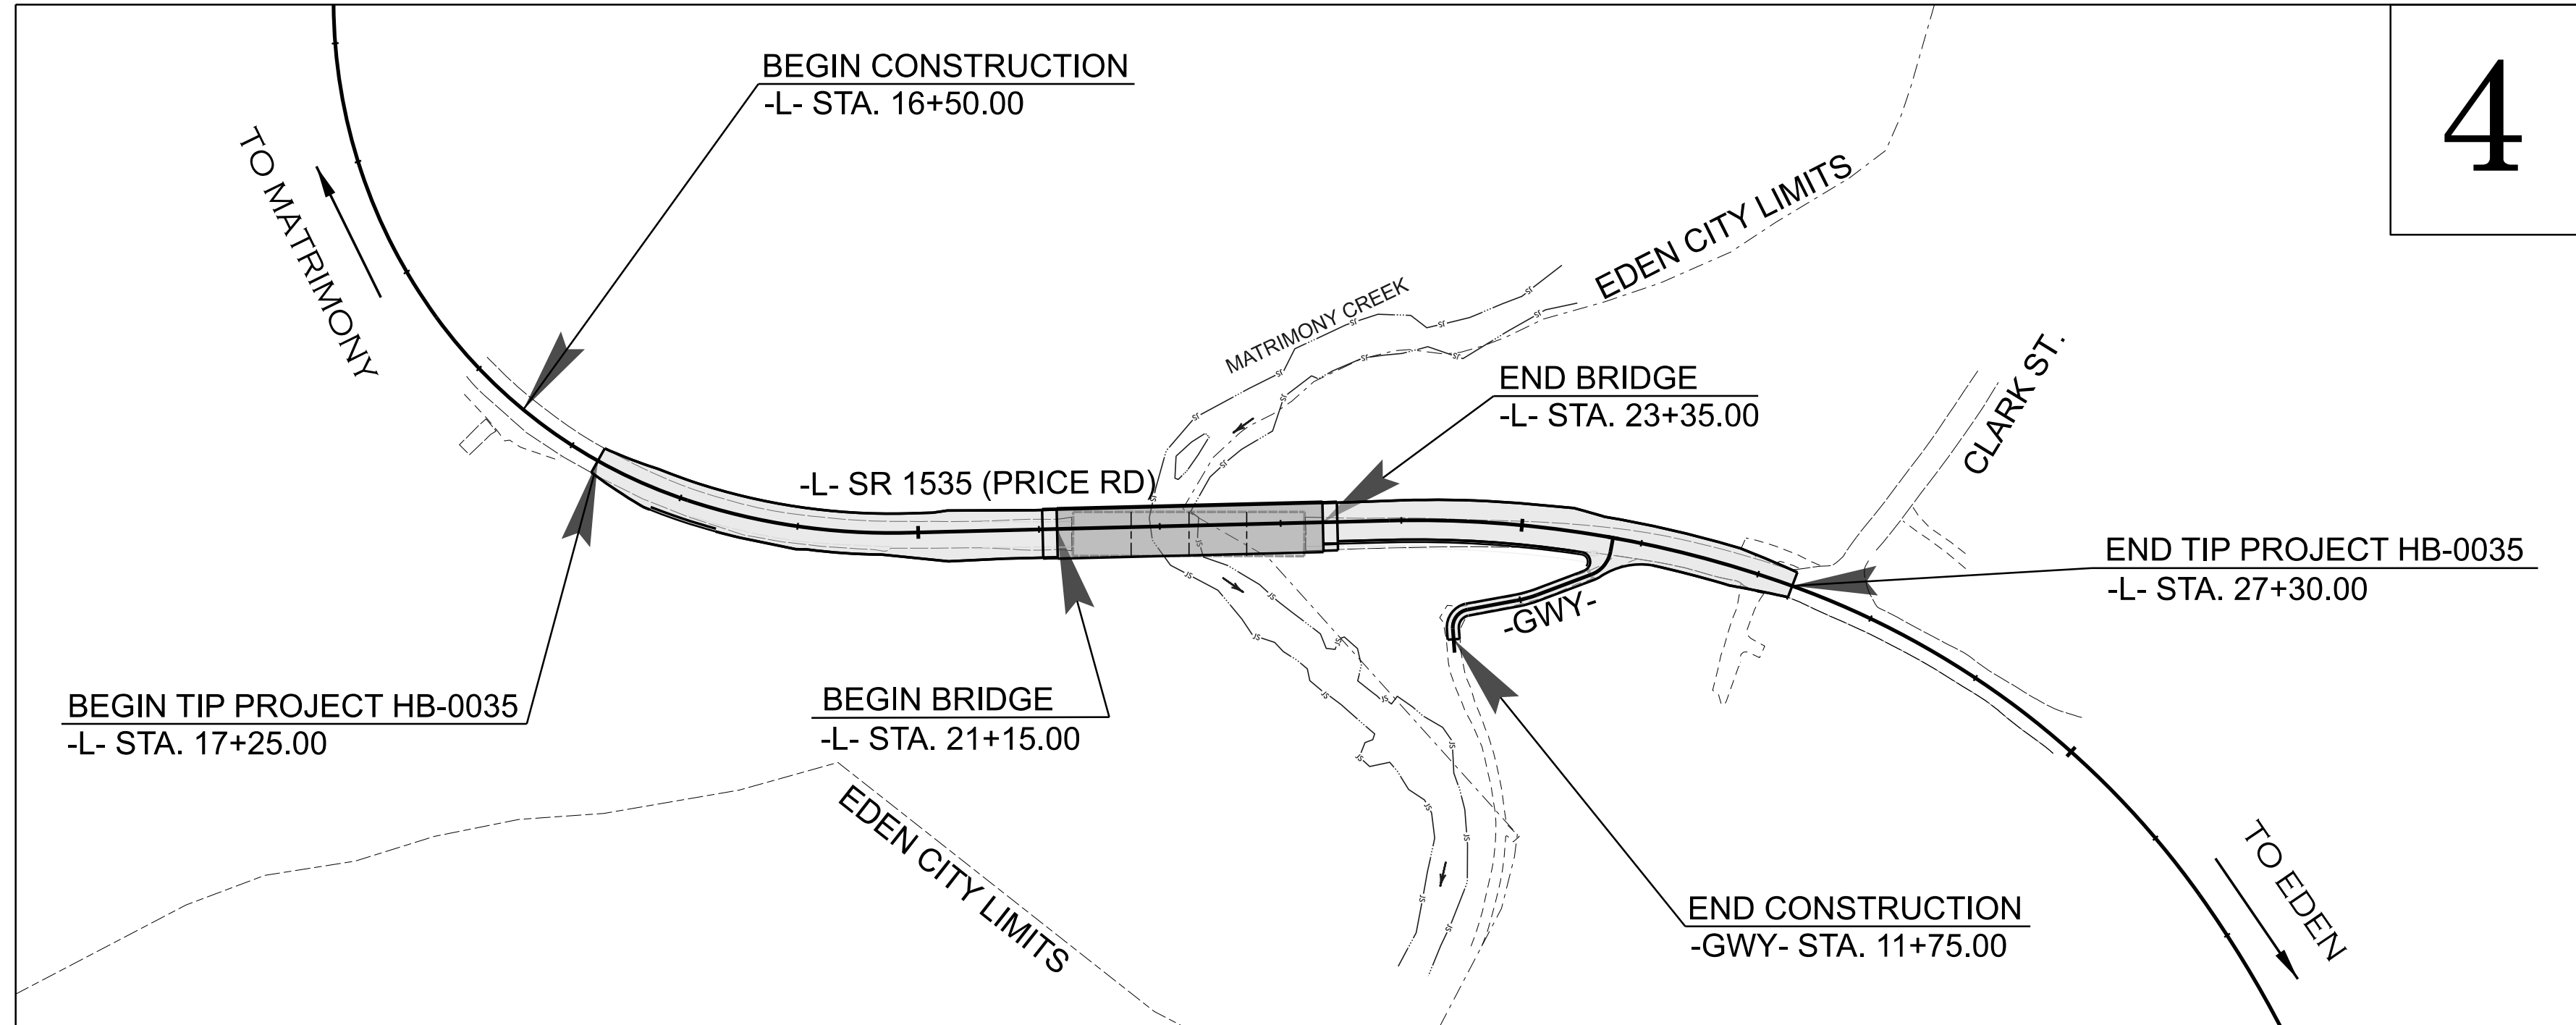 BEGIN CONSTRUCTION
-L- STA. 16+50.00
4
TO MATRIMONY
EDEN CITY LIMITS
MATRIMONY CREEK
END BRIDGE
-L- STA. 23+35.00
CLARK ST.
-L- SR 1535 (PRICE RD)
END TIP PROJECT HB-0035
-L- STA. 27+30.00
-GWY-
BEGIN TIP PROJECT HB-0035
-L- STA. 17+25.00
BEGIN BRIDGE
-L- STA. 21+15.00
EDEN CITY LIMITS
END CONSTRUCTION
-GWY- STA. 11+75.00
TO EDEN